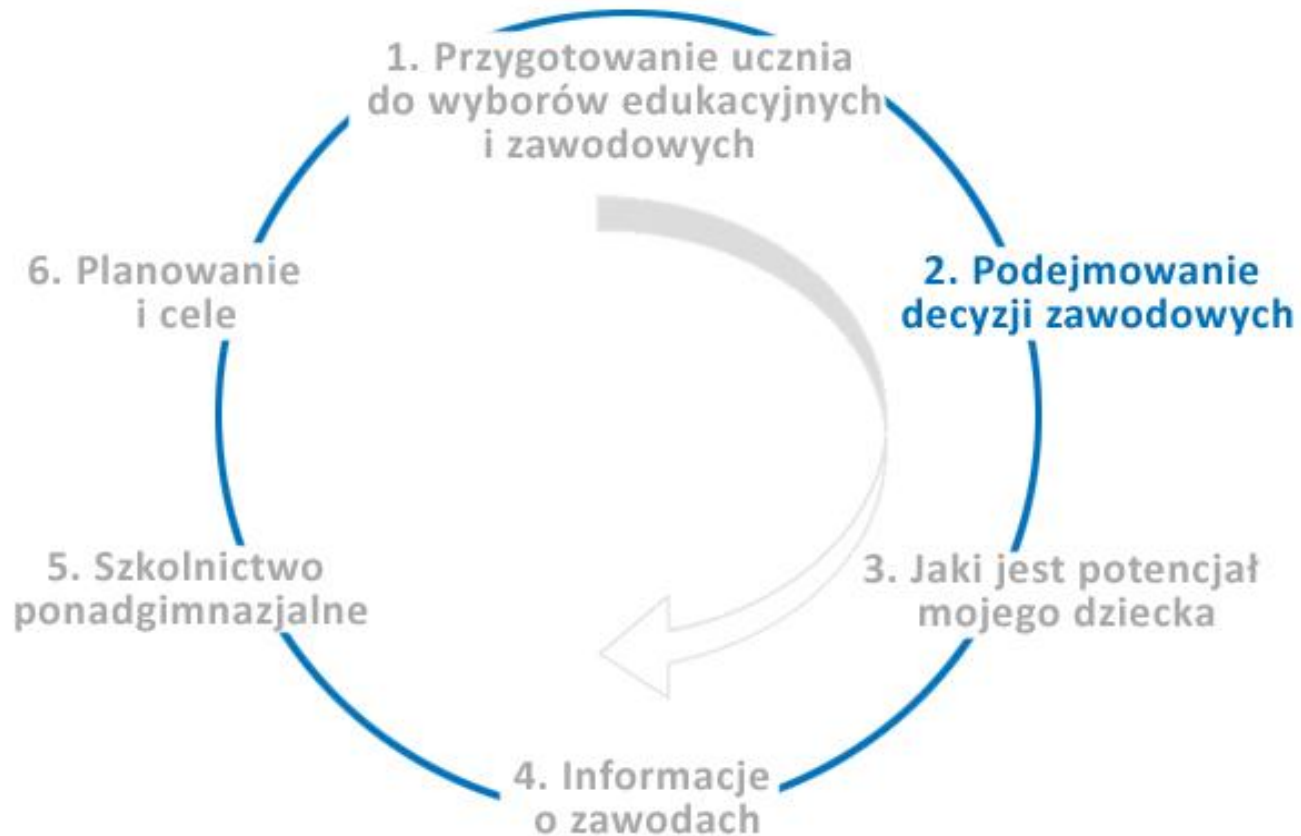 1. Przygotowanie ucznia
do wyborów edukacyjnych
i zawodowych
2. Podejmowanie
decyzji zawodowych
3. Jaki jest potencjał
mojego dziecka
4. Informacje
o zawodach
5. Szkolnictwo
ponadgimnazjalne
6. Planowanie
i cele